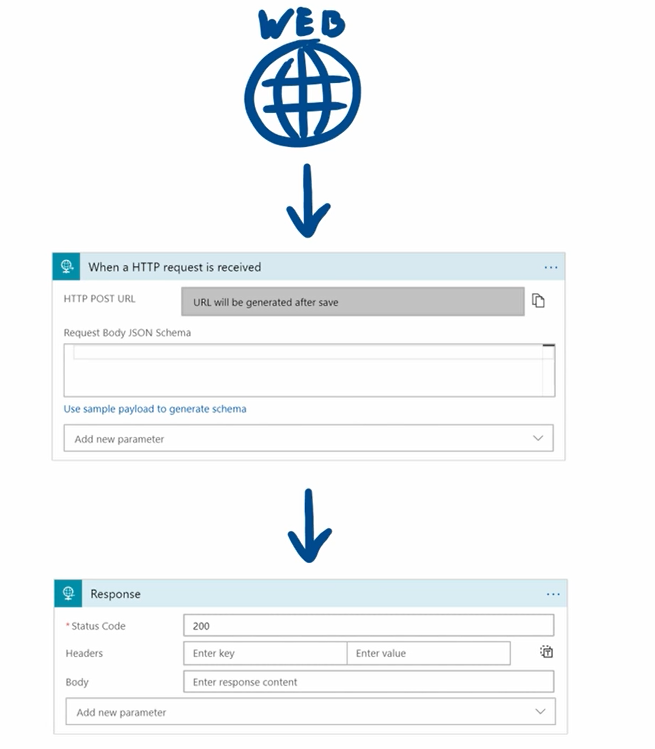 WEB
When a HTTP request is received
HTTP POST URL
URL will be generated after save
Request Body JSON Schema
Use sample payload to generate schema
Add new parameter
Response
* Status Code
200
Headers
Enter key
Enter value
Body
Enter response content
Add new parameter